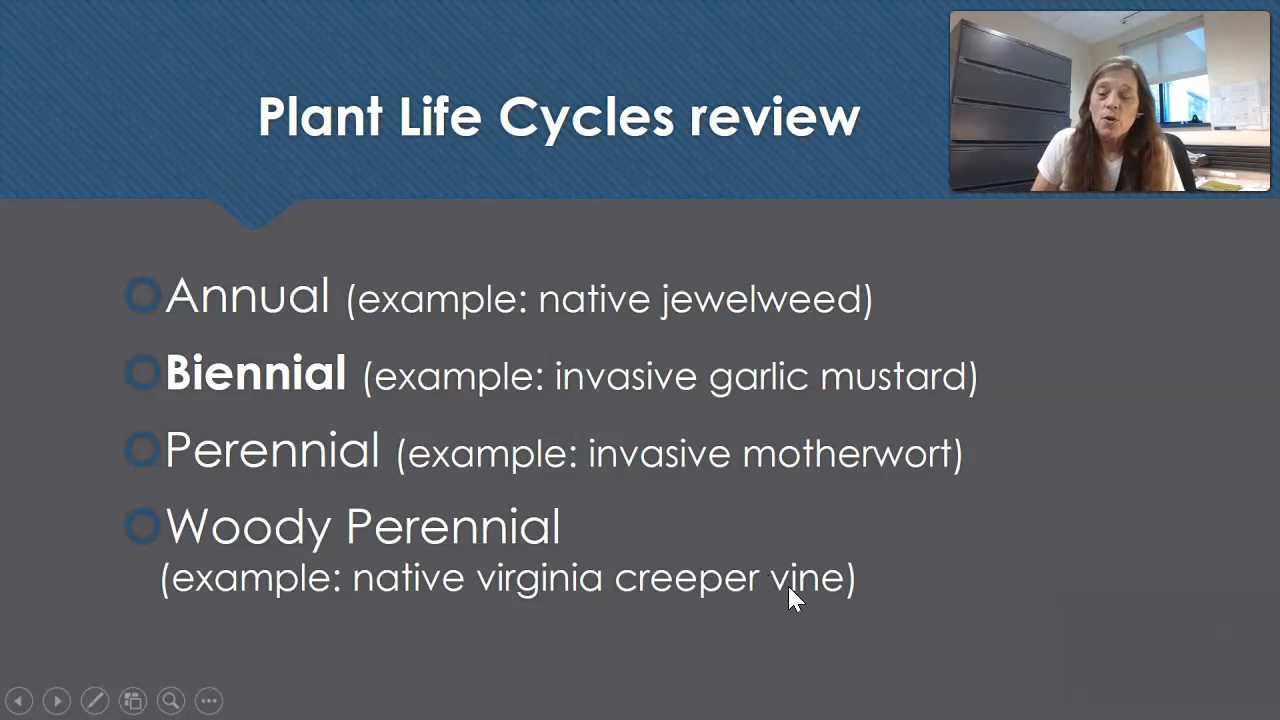 Plant Life Cycles review
Annual (example: native jewelweed)
Biennial (example: invasive garlic mustard)
Perennial (example: invasive motherwort)
Woody Perennial
(example: native virginia creeper vine)